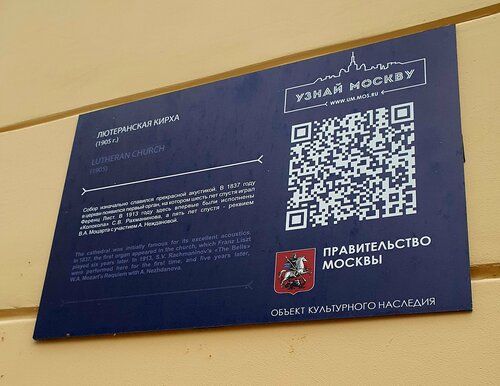 ЛЮТЕРАНСКАЯ КИРХА
(1905 г.)
LUTHERAN CHURCH
(1905)
Собор изначально славился прекрасной акустикой. В 1837 году
в церкви появился первый орган, на котором шесть лет спустя играл
Ференц Лист. В 1913 году здесь впервые были исполнены
«Колокола» С.В. Рахманинова, а пять лет спустя - реквием
В.А. Моцарта с участием А. Неждановой.
The cathedral was initially famous for its excellent acoustics.
In 1837, the first organ appeared in the church, which Franz Liszt
played six years later. In 1913, S.V. Rachmaninov's «The Bells»
were performed here for the first time, and five years later,
W.A. Mozart's Requiem with A. Nezhdanova.
УЗНАЙ МОСКВУ
WWW.UM.MOS.RU
ПРАВИТЕЛЬСТВО
МОСКВЫ
ОБЪЕКТ КУЛЬТУРНОГО НАСЛЕДИЯ